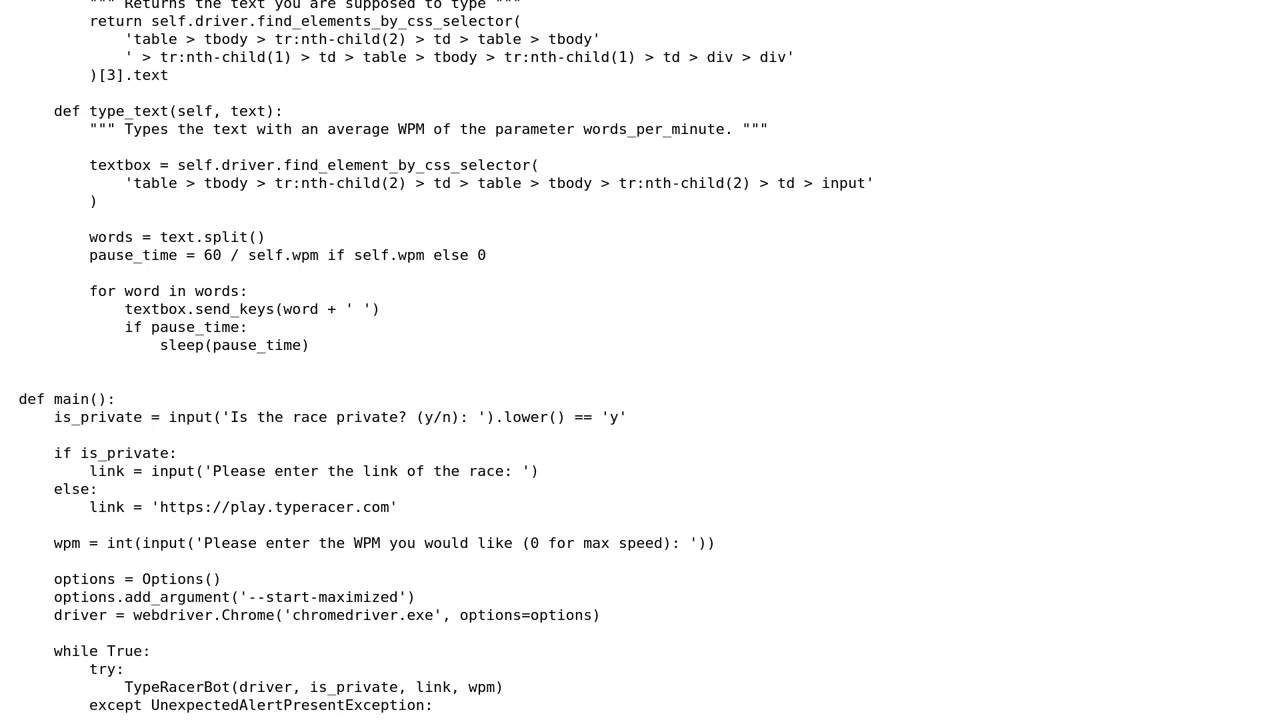 """ Returns the text you are supposed to type """
        return self.driver.find_elements_by_css_selector(
            'table > tbody > tr:nth-child(2) > td > table > tbody'
            ' > tr:nth-child(1) > td > table > tbody > tr:nth-child(1) > td > div > div'
        )[3].text

    def type_text(self, text):
        """ Types the text with an average WPM of the parameter words_per_minute. """

        textbox = self.driver.find_element_by_css_selector(
            'table > tbody > tr:nth-child(2) > td > table > tbody > tr:nth-child(2) > td > input'
        )

        words = text.split()
        pause_time = 60 / self.wpm if self.wpm else 0

        for word in words:
            textbox.send_keys(word + ' ')
            if pause_time:
                sleep(pause_time)


def main():
    is_private = input('Is the race private? (y/n): ').lower() == 'y'

    if is_private:
        link = input('Please enter the link of the race: ')
    else:
        link = 'https://play.typeracer.com'

    wpm = int(input('Please enter the WPM you would like (0 for max speed): '))

    options = Options()
    options.add_argument('--start-maximized')
    driver = webdriver.Chrome('chromedriver.exe', options=options)

    while True:
        try:
            TypeRacerBot(driver, is_private, link, wpm)
        except UnexpectedAlertPresentException: